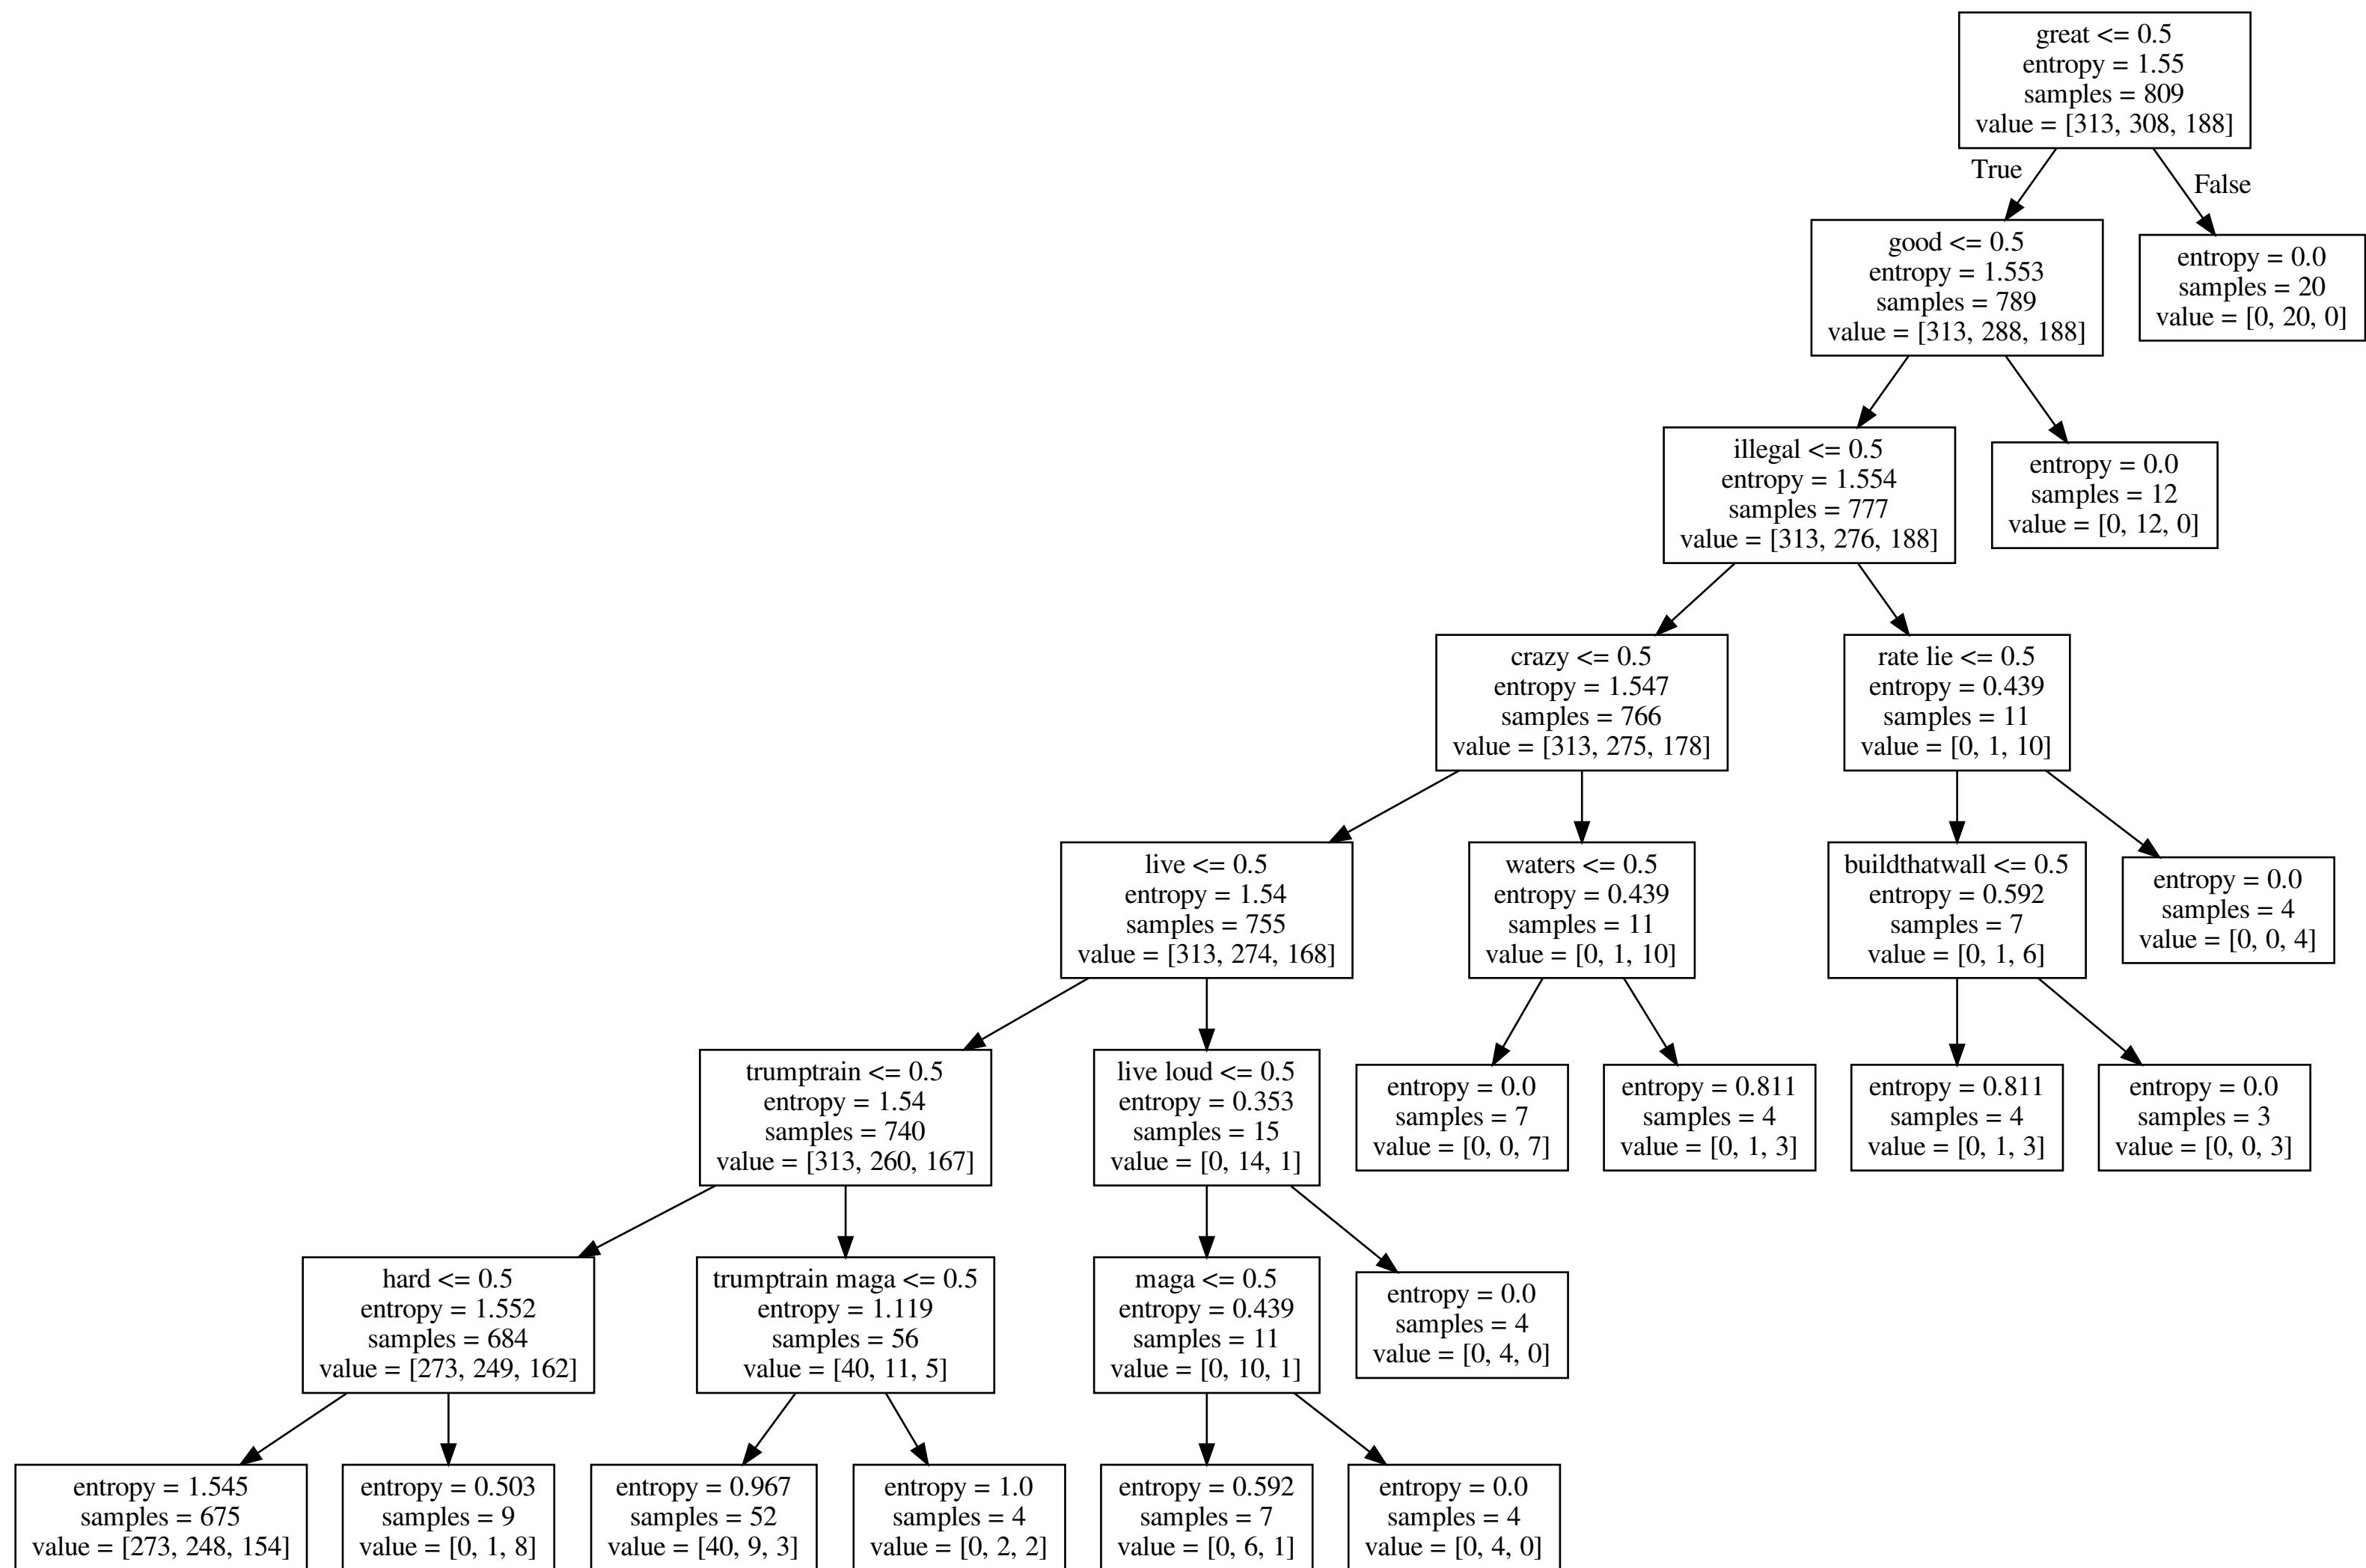 great <= 0.5
entropy = 1.55
samples = 809
value = [313, 308, 188]
True
False
good <= 0.5
entropy = 1.553
samples = 789
value = [313, 288, 188]
entropy = 0.0
samples = 20
value = [0, 20, 0]
illegal <= 0.5
entropy = 1.554
samples = 777
value = [313, 276, 188]
entropy = 0.0
samples = 12
value = [0, 12, 0]
crazy <= 0.5
entropy = 1.547
samples = 766
value = [313, 275, 178]
rate lie <= 0.5
entropy = 0.439
samples = 11
value = [0, 1, 10]
live <= 0.5
entropy = 1.54
samples = 755
value = [313, 274, 168]
waters <= 0.5
entropy = 0.439
samples = 11
value = [0, 1, 10]
buildthatwall <= 0.5
entropy = 0.592
samples = 7
value = [0, 1, 6]
entropy = 0.0
samples = 4
value = [0, 0, 4]
trumptrain <= 0.5
entropy = 1.54
samples = 740
value = [313, 260, 167]
live loud <= 0.5
entropy = 0.353
samples = 15
value = [0, 14, 1]
entropy = 0.0
samples = 7
value = [0, 0, 7]
entropy = 0.811
samples = 4
value = [0, 1, 3]
entropy = 0.811
samples = 4
value = [0, 1, 3]
entropy = 0.0
samples = 3
value = [0, 0, 3]
hard <= 0.5
entropy = 1.552
samples = 684
value = [273, 249, 162]
trumptrain maga <= 0.5
entropy = 1.119
samples = 56
value = [40, 11, 5]
maga <= 0.5
entropy = 0.439
samples = 11
value = [0, 10, 1]
entropy = 0.0
samples = 4
value = [0, 4, 0]
entropy = 1.545
samples = 675
value = [273, 248, 154]
entropy = 0.503
samples = 9
value = [0, 1, 8]
entropy = 0.967
samples = 52
value = [40, 9, 3]
entropy = 1.0
samples = 4
value = [0, 2, 2]
entropy = 0.592
samples = 7
value = [0, 6, 1]
entropy = 0.0
samples = 4
value = [0, 4, 0]